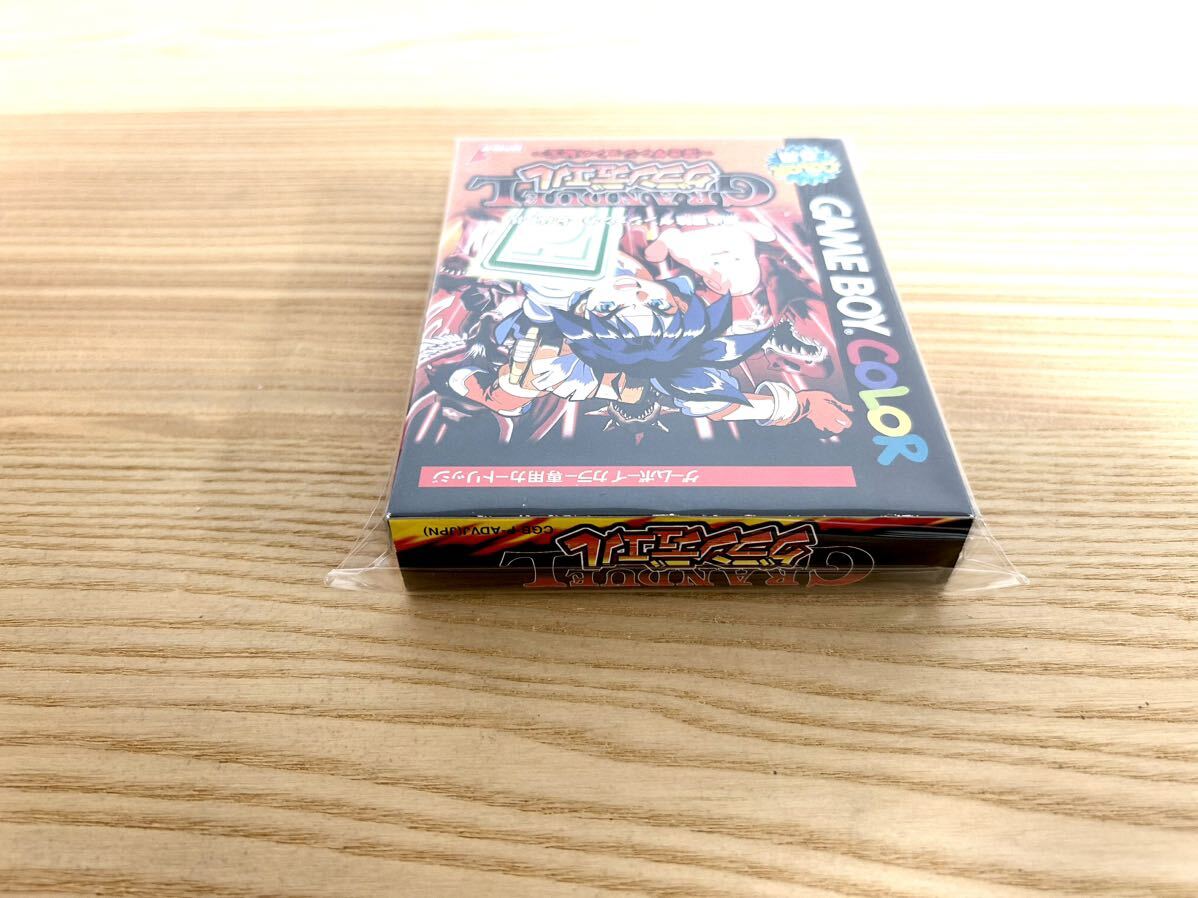 GAME BOY COLOR
GRANDUEL
グランデュエル
ゲームボーイカラー専用カートリッジ
GRANDUEL
グランデュエル
CGB-P-ADVJ(JPN)